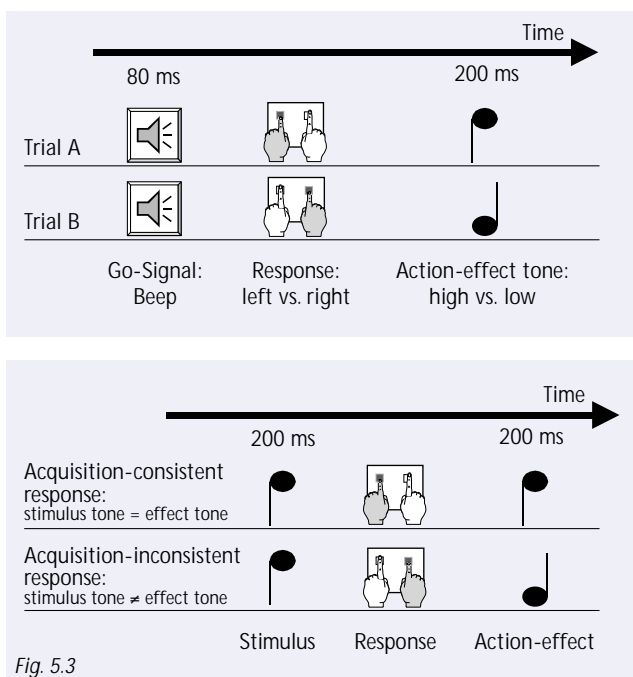 Time
80 ms 200 ms
Trial A
Trial B
Go-Signal: Response: Action-effect tone:
Beep left vs. right high vs. low
Time
200 ms 200 ms
Acquisition-consistent
response:
stimulus tone = effect tone
Acquisition-inconsistent
response:
stimulus tone ≠ effect tone
Stimulus Response Action-effect
Fig. 5.3